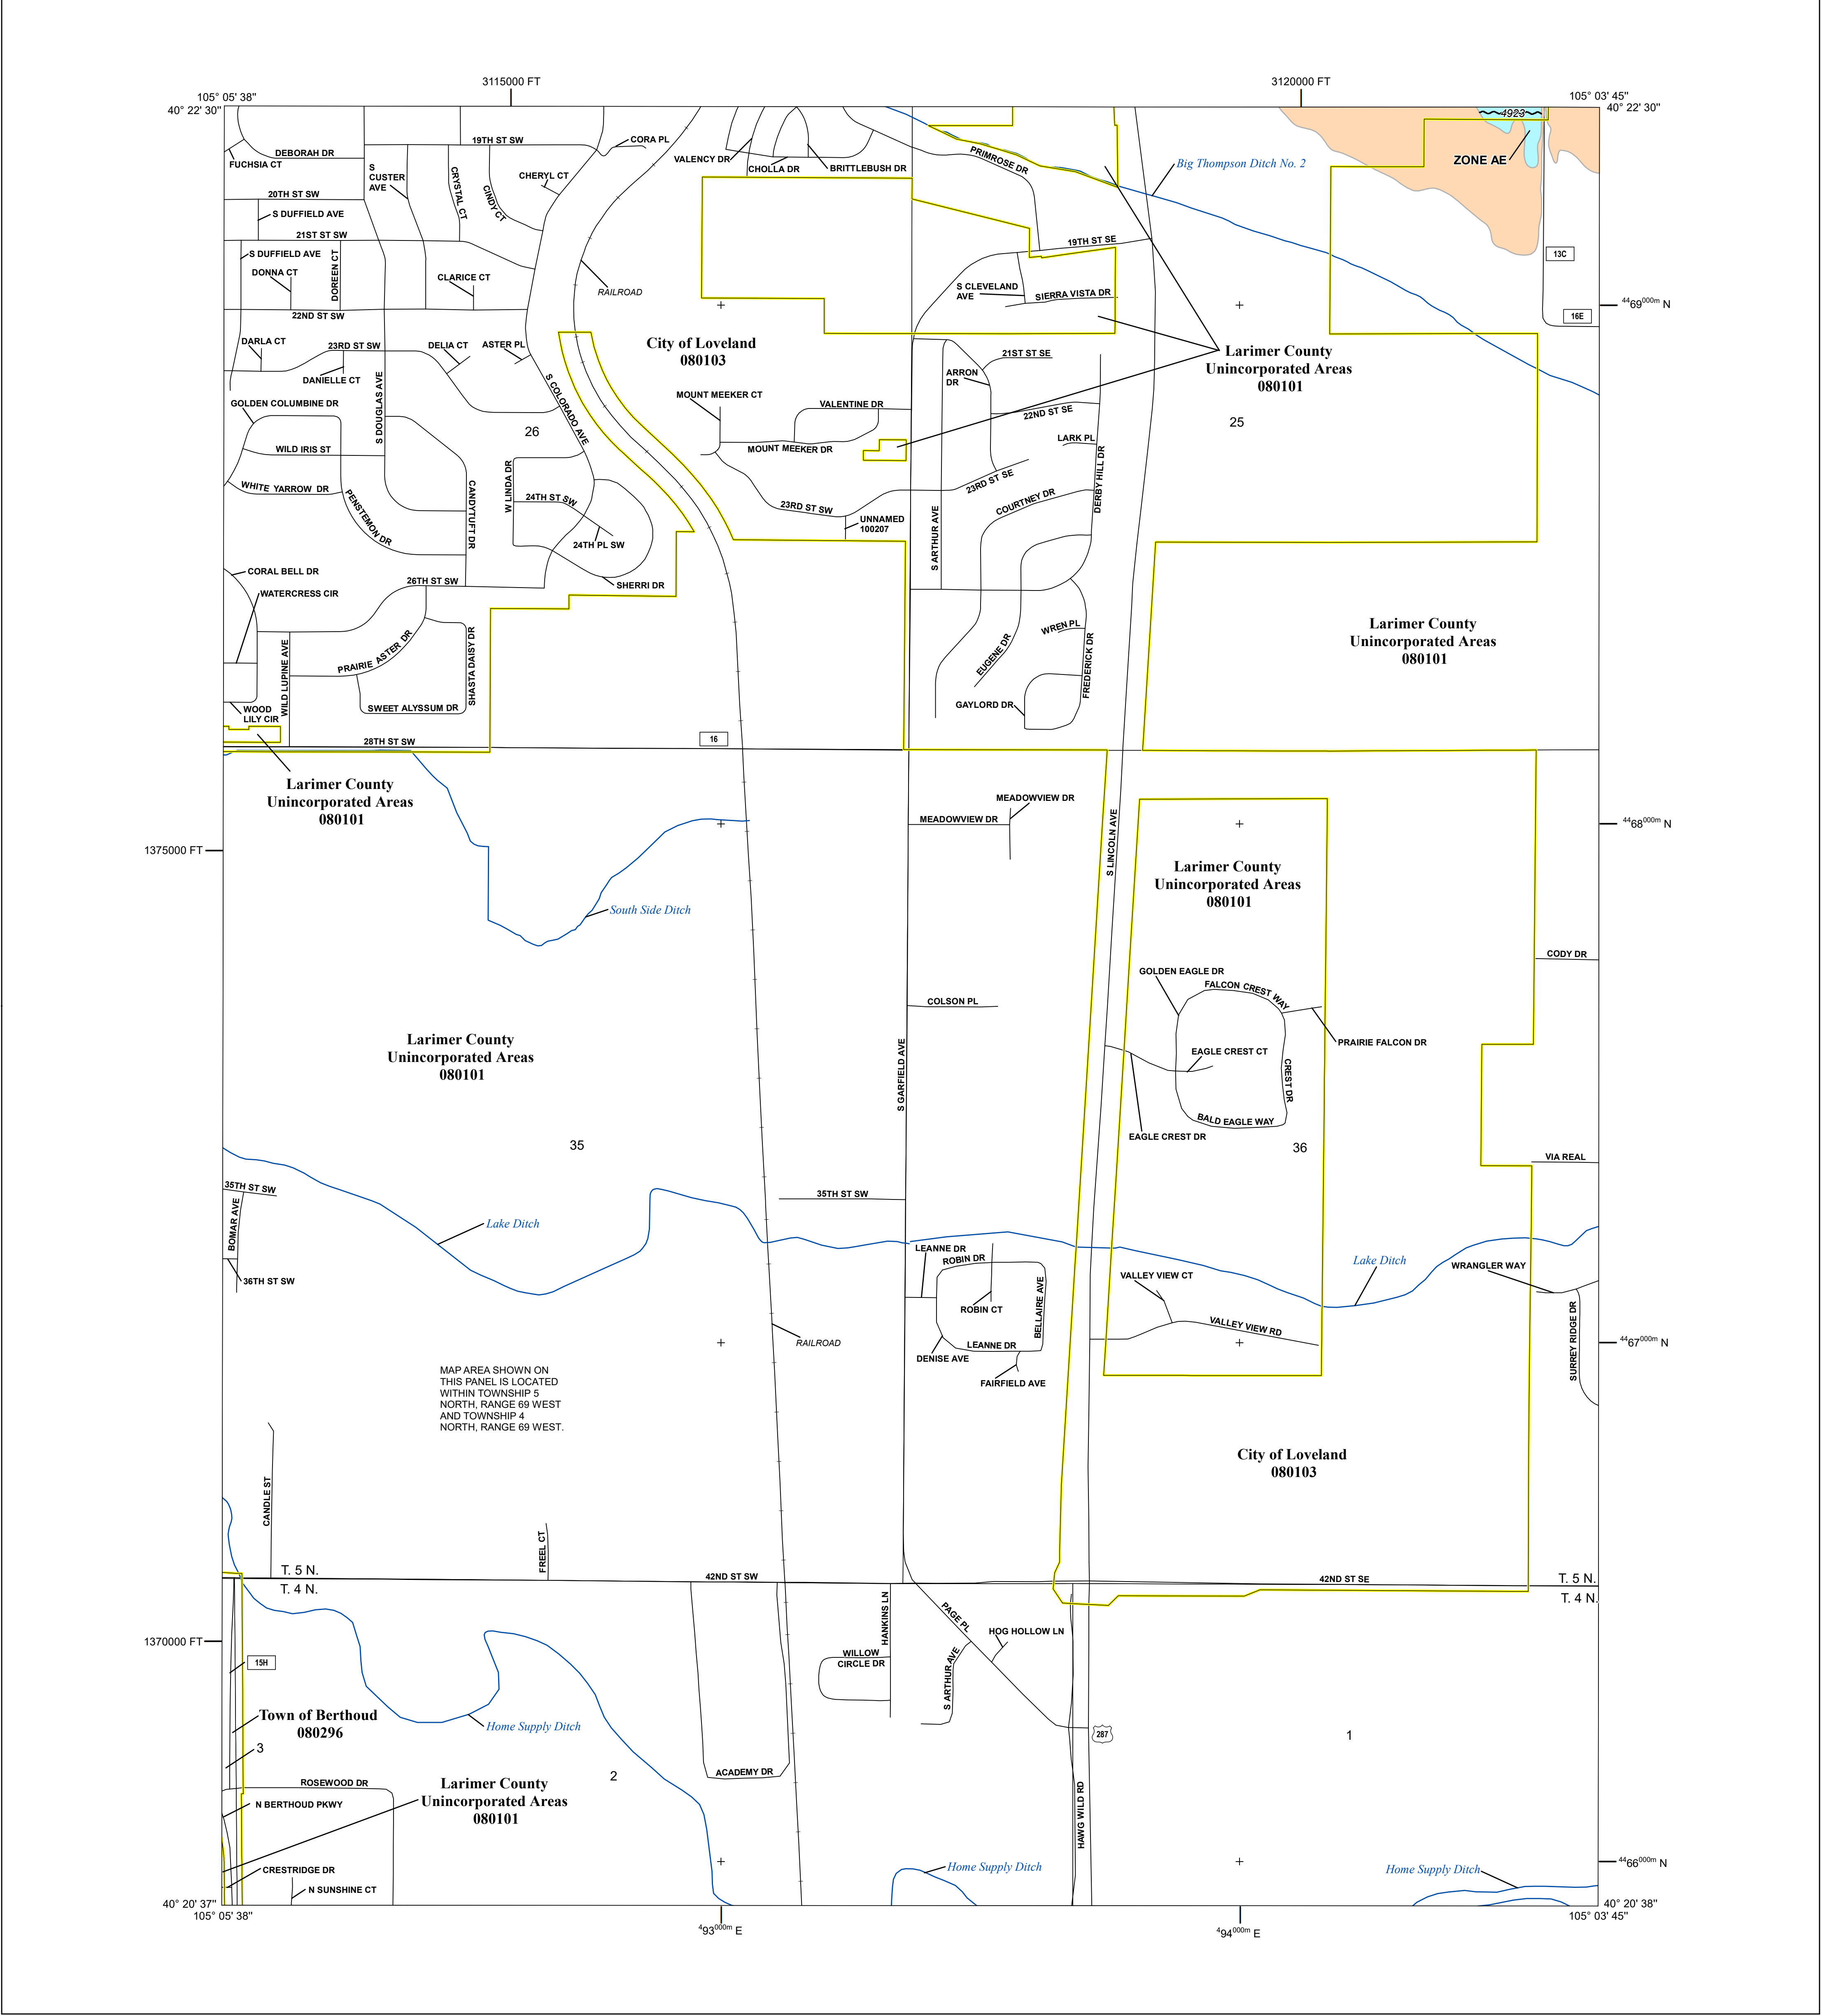 3115000 FT
3120000 FT
105° 05' 38"
105° 03' 45"
40° 22' 30"
40° 22' 30"
4923
CORA PL
19TH ST SW
DEBORAH DR
FUCHSIA CT
S
CUSTER
AVE
CRYSTAL CT
CINDY CT
CHERYL CT
VALENCY DR
CHOLLA DR
BRITTLEBUSH DR
PRIMROSE DR
Big Thompson Ditch No. 2
ZONE AE
20TH ST SW
S DUFFIELD AVE
21ST ST SW
S DUFFIELD AVE
DONNA CT
DOREEN CT
CLARICE CT
RAILROAD
19TH ST SE
13C
S CLEVELAND
AVE
SIERRA VISTA DR
4469000m N
16E
22ND ST SW
DARLA CT
23RD ST SW
DELIA CT
ASTER PL
DANIELLE CT
City of Loveland
080103
21ST ST SE
ARRON
DR
Larimer County
Unincorporated Areas
080101
S DOUGLAS AVE
S COLORADO AVE
GOLDEN COLUMBINE DR
MOUNT MEEKER CT
VALENTINE DR
22ND ST SE
26
25
WILD IRIS ST
MOUNT MEEKER DR
LARK PL
WHITE YARROW DR
PENSTEMON DR
CANDYTUFT DR
W LINDA DR
24TH ST SW
24TH PL SW
23RD ST SW
23RD ST SE
COURTNEY DR
DERBY HILL DR
UNNAMED
100207
S ARTHUR AVE
CORAL BELL DR
26TH ST SW
SHERRI DR
WATERCRESS CIR
WILD LUPINE AVE
PRAIRIE ASTER DR
SHASTA DAISY DR
SWEET ALYSSUM DR
WREN PL
EUGENE DR
FREDERICK DR
GAYLORD DR
Larimer County
Unincorporated Areas
080101
WOOD
LILY CIR
28TH ST SW
16
Larimer County
Unincorporated Areas
080101
MEADOWVIEW DR
MEADOWVIEW DR
S LINCOLN AVE
4468000m N
1375000 FT
Larimer County
Unincorporated Areas
080101
South Side Ditch
CODY DR
GOLDEN EAGLE DR
FALCON CREST WAY
COLSON PL
Larimer County
Unincorporated Areas
080101
S GARFIELD AVE
PRAIRIE FALCON DR
EAGLE CREST CT
CREST DR
BALD EAGLE WAY
EAGLE CREST DR
35
36
VIA REAL
35TH ST SW
35TH ST SW
BOMAR AVE
36TH ST SW
Lake Ditch
LEANNE DR
ROBIN DR
ROBIN CT
BELLAIRE AVE
VALLEY VIEW CT
Lake Ditch
WRANGLER WAY
VALLEY VIEW RD
SURREY RIDGE DR
RAILROAD
DENISE AVE
LEANNE DR
FAIRFIELD AVE
4467000m N
MAP AREA SHOWN ON
THIS PANEL IS LOCATED
WITHIN TOWNSHIP 5
NORTH, RANGE 69 WEST
AND TOWNSHIP 4
NORTH, RANGE 69 WEST.
City of Loveland
080103
CANDLE ST
FREEL CT
T. 5 N.
T. 4 N.
42ND ST SW
42ND ST SE
T. 5 N.
T. 4 N.
1370000 FT
15H
HANKINS LN
PAGE PL
HOG HOLLOW LN
WILLOW
CIRCLE DR
S ARTHUR AVE
Town of Berthoud
080296
Home Supply Ditch
287
3
1
2
ACADEMY DR
ROSEWOOD DR
N BERTHOUD PKWY
Larimer County
Unincorporated Areas
080101
HAWG WILD RD
CRESTRIDGE DR
N SUNSHINE CT
Home Supply Ditch
Home Supply Ditch
4466000m N
40° 20' 37"
40° 20' 38"
105° 05' 38"
105° 03' 45"
493000m E
494000m E